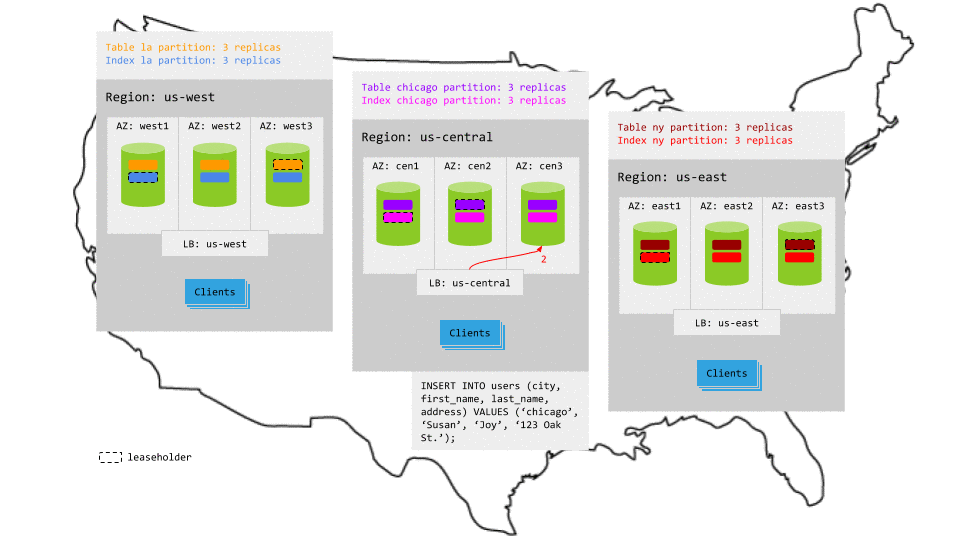 Table la partition: 3 replicas
Index la partition: 3 replicas
Region: us-west
AZ: west1
AZ: west2
AZ: west3
LB: us-west
Clients
Table chicago partition: 3 replicas
Index chicago partition: 3 replicas
Region: us-central
AZ: cen1
AZ: cen2
AZ: cen3
2
LB: us-central
Clients
INSERT INTO users (city,
first_name, last_name,
address) VALUES (‘chicago’,
‘Susan’, ‘Joy’, ‘123 Oak
St.’);
Table ny partition: 3 replicas
Index ny partition: 3 replicas
Region: us-east
AZ: east1
AZ: east2
AZ: east3
LB: us-east
Clients
leaseholder